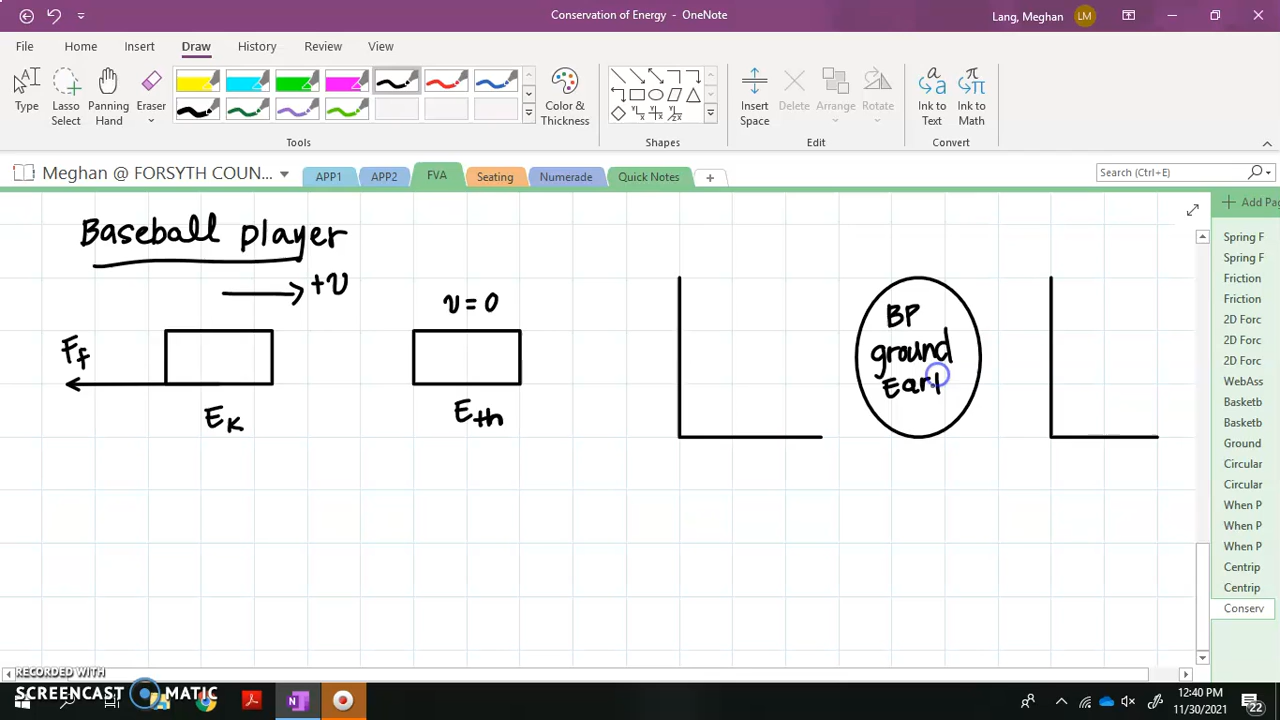 Conservation of Energy - OneNote
Lang, Meghan
LM
File
Home
Insert
Draw
History
Review
View
Type
Lasso
Select
Panning
Hand
Eraser
Color &
Thickness
Insert
Space
Delete
Arrange
Rotate
Ink to
Text
Ink to
Math
Tools
Shapes
Edit
Convert
Meghan @ FORSYTH COUN...
APP1
APP2
FVA
Seating
Numerade
Quick Notes
Search (Ctrl+E)
Add Pag
Baseball player
+v
v = 0
Ff
Ek
Eth
BP
ground
Eart
Spring F
Spring F
Friction
Friction
2D Forc
2D Forc
2D Forc
WebAss
Basketb
Basketb
Ground
Circular
Circular
When P
When P
When P
Centrip
Centrip
Conserv
RECORDED WITH
SCREENCAST MATIC
12:40 PM
11/30/2021
22